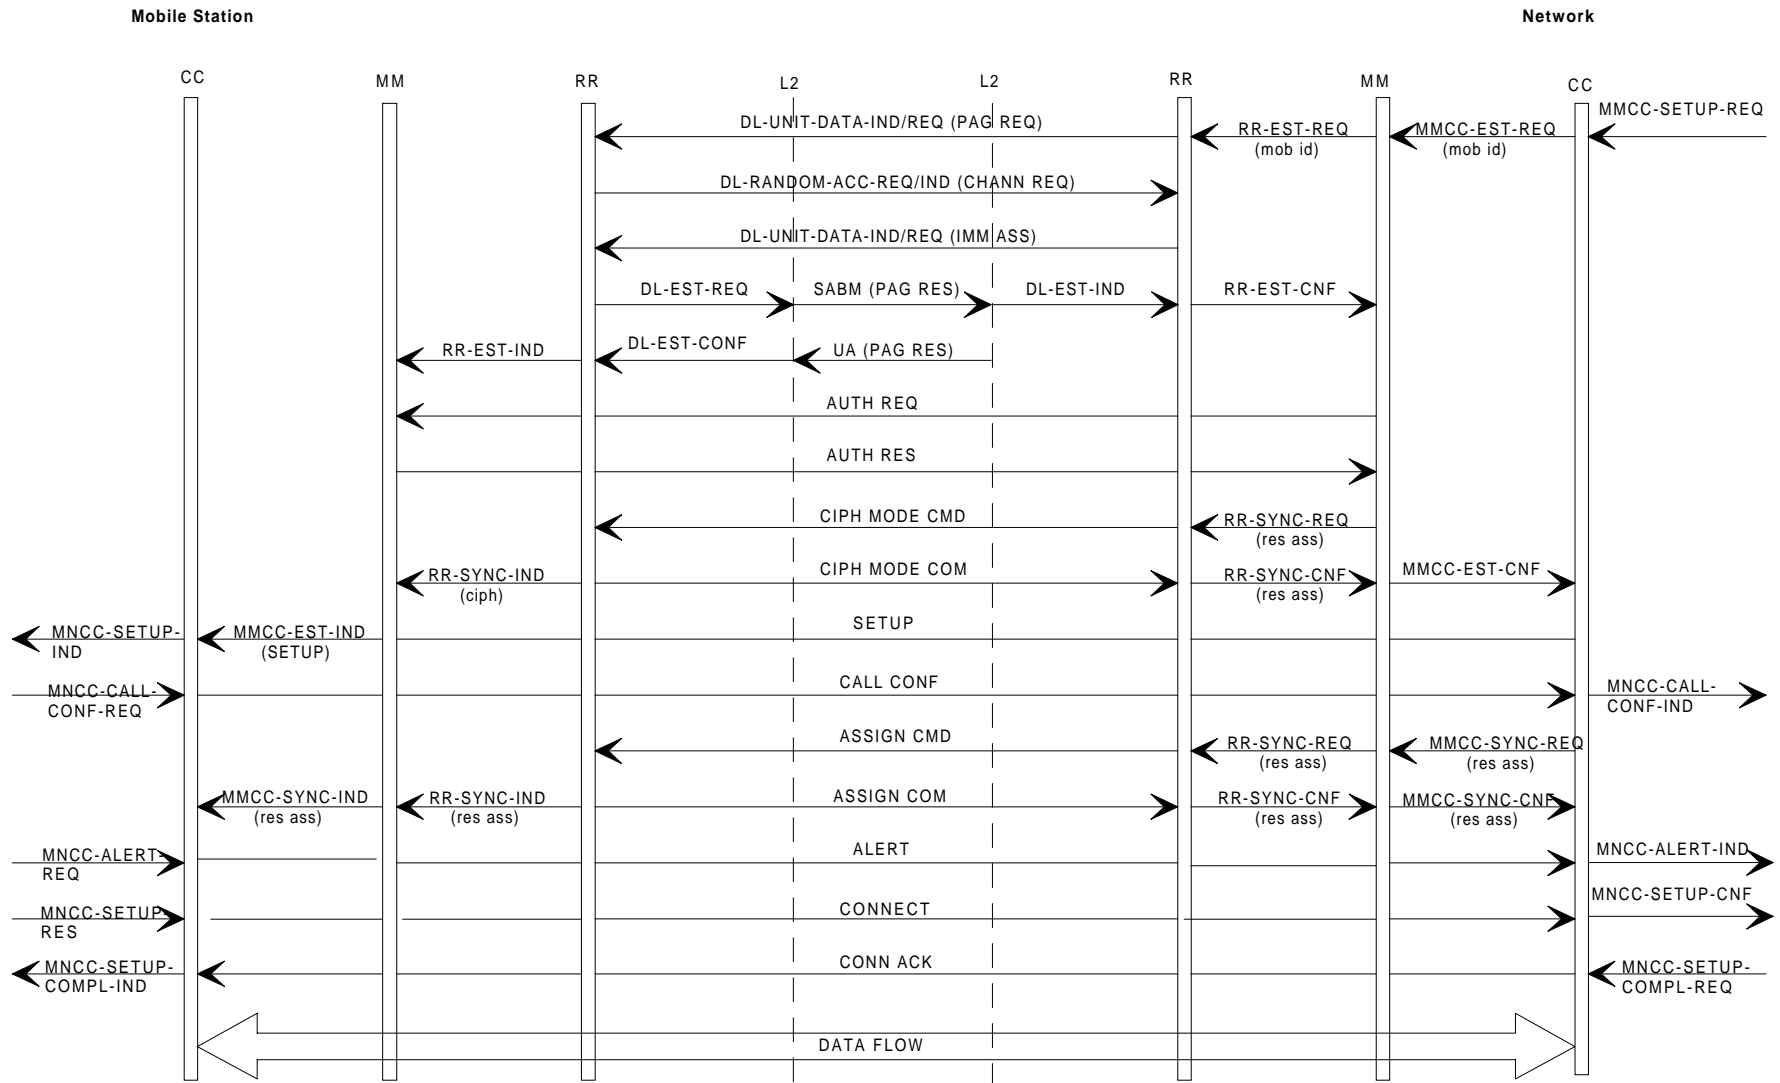 Mobile Station
Network
CC
MM
RR
L2
L2
RR
MM
CC
MMCC-SETUP-REQ
DL-UNIT-DATA-IND/REQ (PAG REQ)
RR-EST-REQ
(mob id)
MMCC-EST-REQ
(mob id)
DL-RANDOM-ACC-REQ/IND (CHANN REQ)
DL-UNIT-DATA-IND/REQ (IMM ASS)
DL-EST-REQ
SABM (PAG RES)
DL-EST-IND
RR-EST-CNF
RR-EST-IND
DL-EST-CONF
UA (PAG RES)
AUTH REQ
AUTH RES
CIPH MODE CMD
RR-SYNC-REQ
(res ass)
RR-SYNC-IND
(ciph)
CIPH MODE COM
RR-SYNC-CNF
(res ass)
MMCC-EST-CNF
MNCC-SETUP-
IND
MMCC-EST-IND
(SETUP)
SETUP
MNCC-CALL-
CONF-REQ
CALL CONF
MNCC-CALL-
CONF-IND
ASSIGN CMD
RR-SYNC-REQ
(res ass)
MMCC-SYNC-REQ
(res ass)
MMCC-SYNC-IND
(res ass)
RR-SYNC-IND
(res ass)
ASSIGN COM
RR-SYNC-CNF
(res ass)
MMCC-SYNC-CNF
(res ass)
MNCC-ALERT-
REQ
ALERT
MNCC-ALERT-IND
MNCC-SETUP-
RES
CONNECT
MNCC-SETUP-CNF
MNCC-SETUP-
COMPL-IND
CONN ACK
MNCC-SETUP-
COMPL-REQ
DATA FLOW